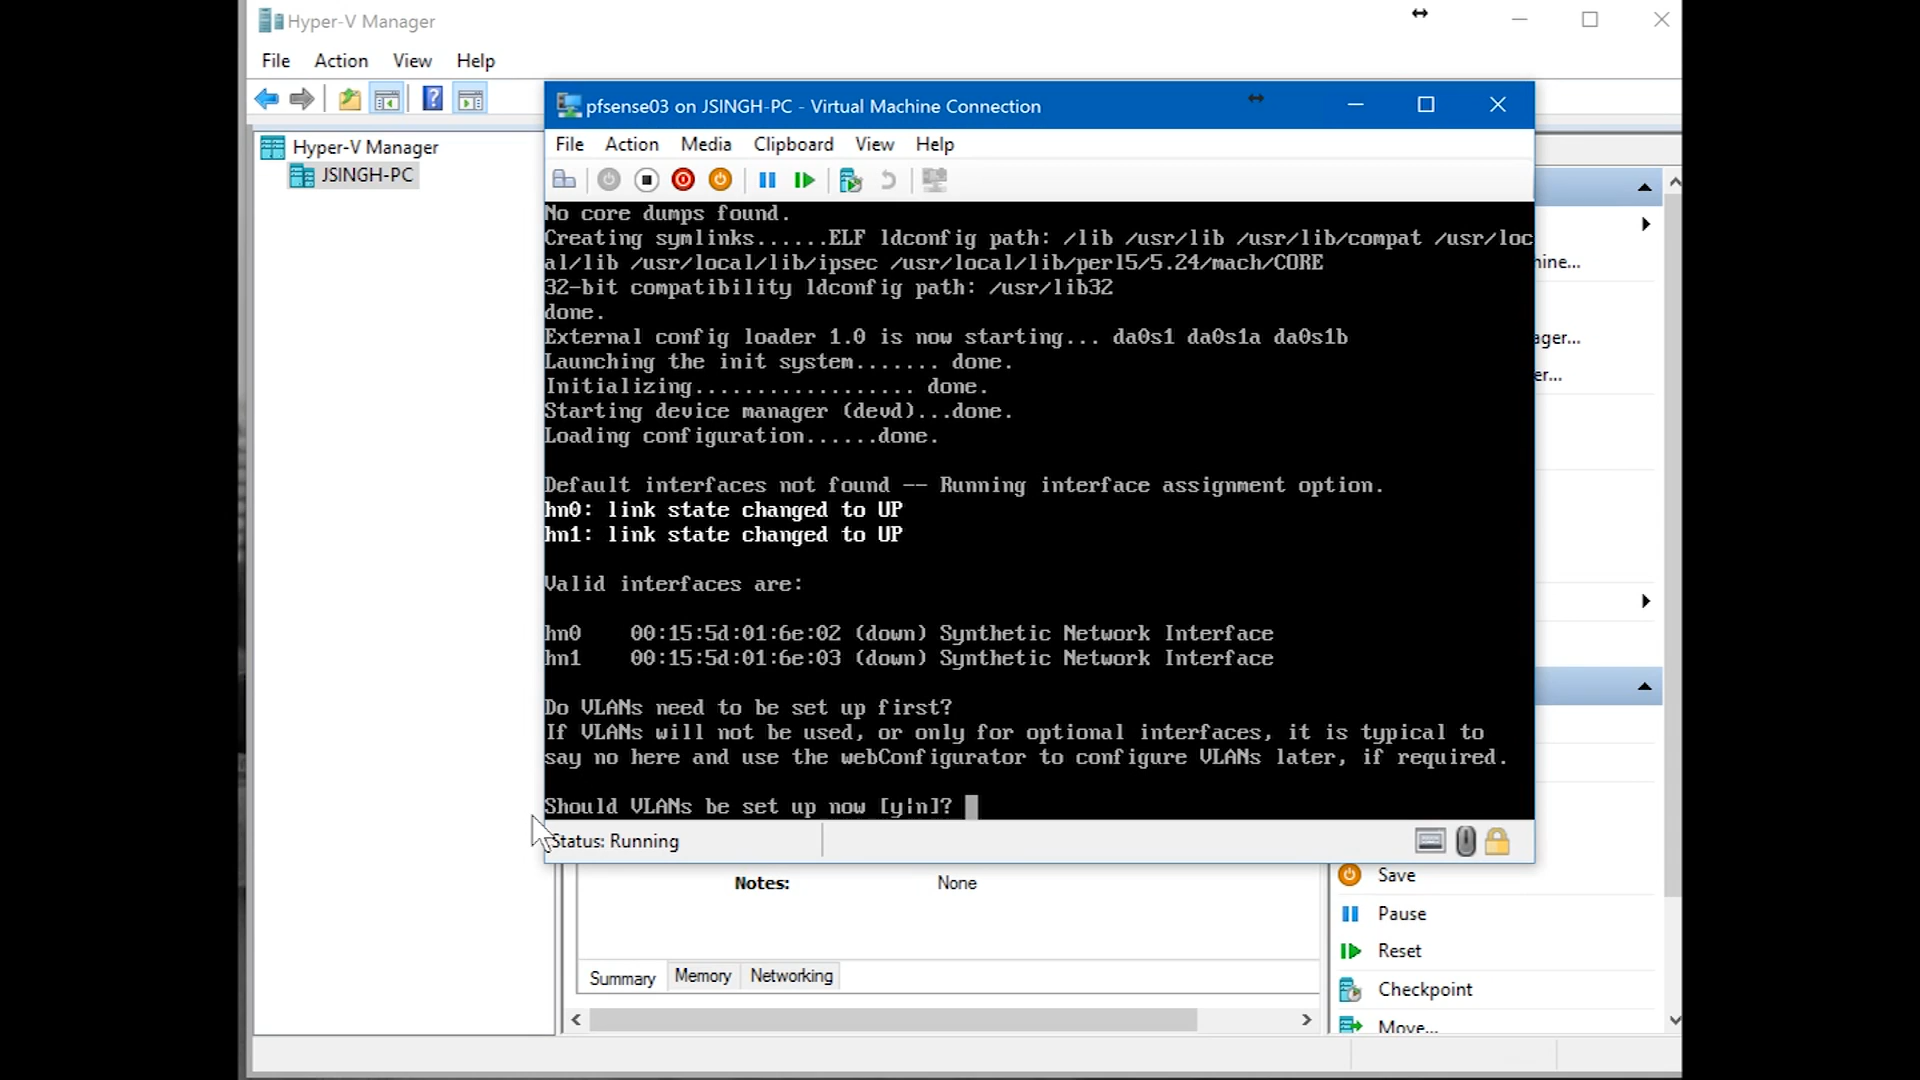 Hyper-V Manager
File Action View Help
pfsense03 on JSINGH-PC - Virtual Machine Connection
Hyper-V Manager
JSINGH-PC
File Action Media Clipboard View Help
No core dumps found.
Creating symlinks......ELF ldconfig path: /lib /usr/lib /usr/lib/compat /usr/loc
al/lib /usr/local/lib/ipsec /usr/local/lib/perl5/5.24/mach/CORE
32-bit compatibility ldconfig path: /usr/lib32
done.
External config loader 1.0 is now starting... da0s1 da0s1a da0s1b
Launching the init system....... done.
Initializing.................. done.
Starting device manager (devd)...done.
Loading configuration......done.
Default interfaces not found -- Running interface assignment option.
hn0: link state changed to UP
hn1: link state changed to UP
Valid interfaces are:
hn0 00:15:5d:01:6e:02 (down) Synthetic Network Interface
hn1 00:15:5d:01:6e:03 (down) Synthetic Network Interface
Do VLANs need to be set up first?
If VLANs will not be used, or only for optional interfaces, it is typical to
say no here and use the webConfigurator to configure VLANs later, if required.
Should VLANs be set up now [y|n]?
Status: Running
hine...
ager...
er...
Notes: None
Summary Memory Networking
Save
Pause
Reset
Checkpoint
Move...